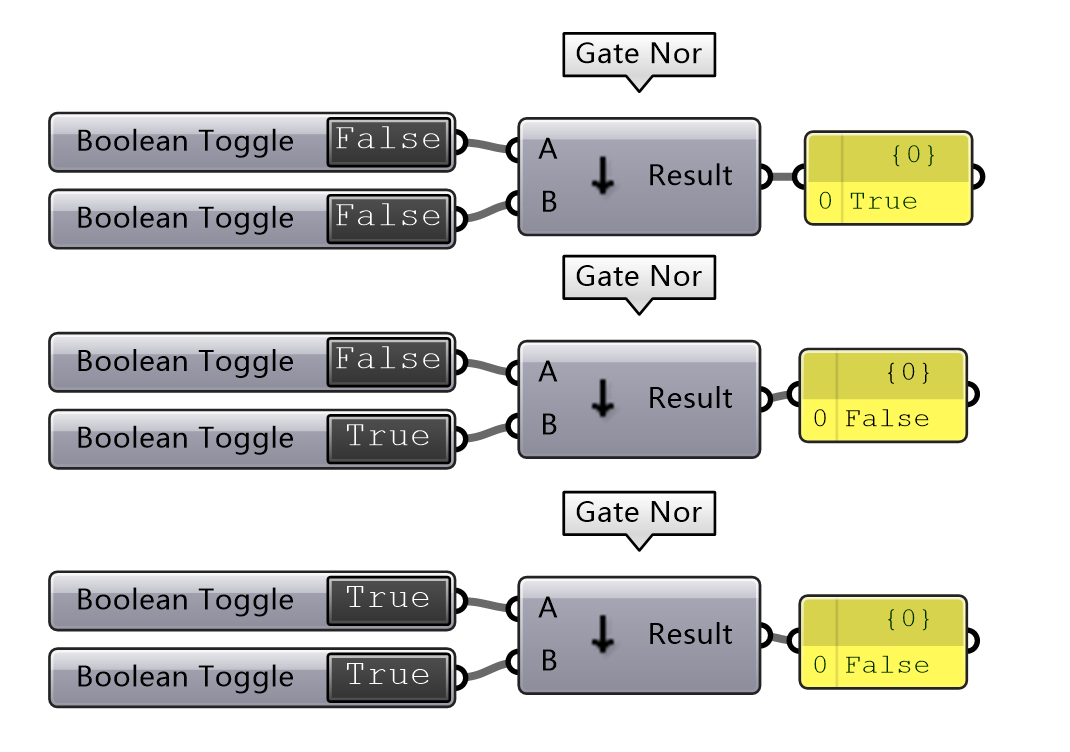 Gate Nor
Boolean Toggle False
Boolean Toggle False
A
B
Result
{0}
0 True
Gate Nor
Boolean Toggle False
Boolean Toggle True
A
B
Result
{0}
0 False
Gate Nor
Boolean Toggle True
Boolean Toggle True
A
B
Result
{0}
0 False